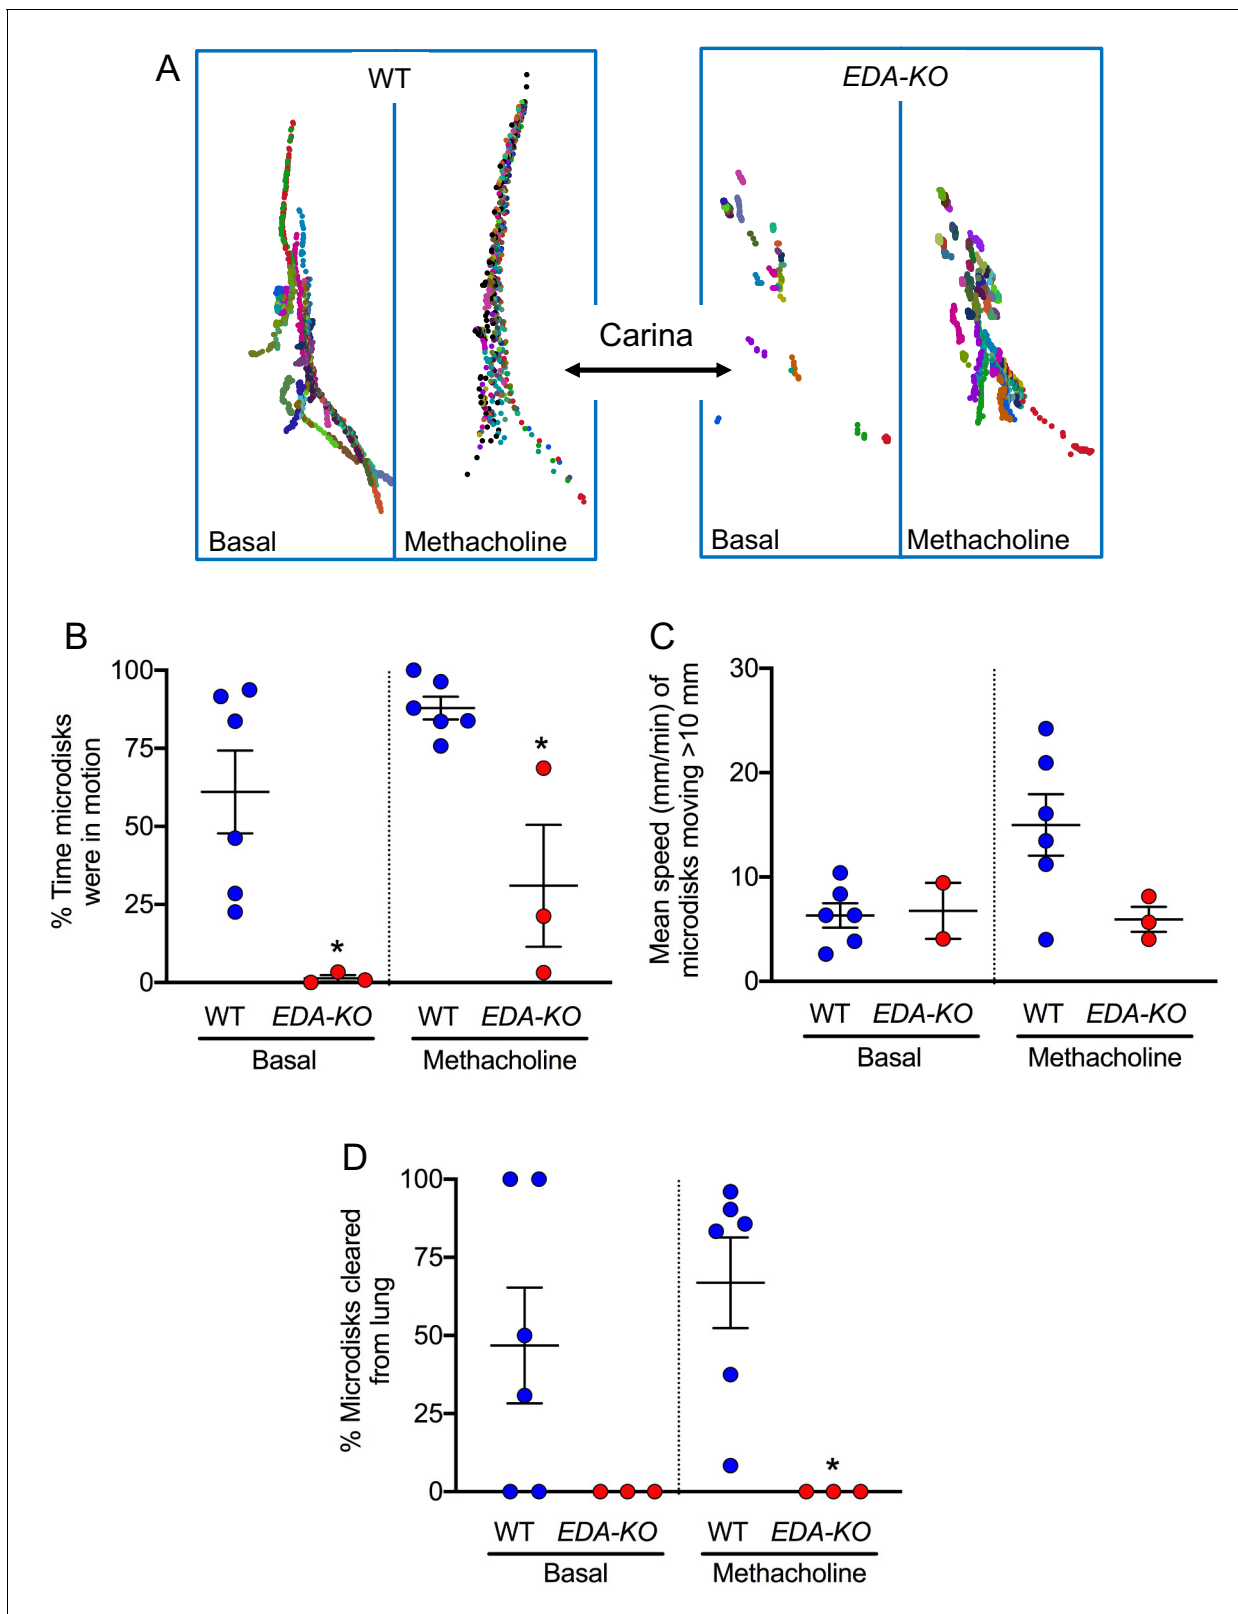 A
WT
EDA-KO
Carina
Basal
Methacholine
Basal
Methacholine
B
% Time microdisks
were in motion
100
75
50
25
0
*
*
WT
EDA-KO
WT
EDA-KO
Basal
Methacholine
C
Mean speed (mm/min) of
microdisks moving >10 mm
30
20
10
0
WT
EDA-KO
WT
EDA-KO
Basal
Methacholine
D
% Microdisks cleared
from lung
100
75
50
25
0
*
WT
EDA-KO
WT
EDA-KO
Basal
Methacholine